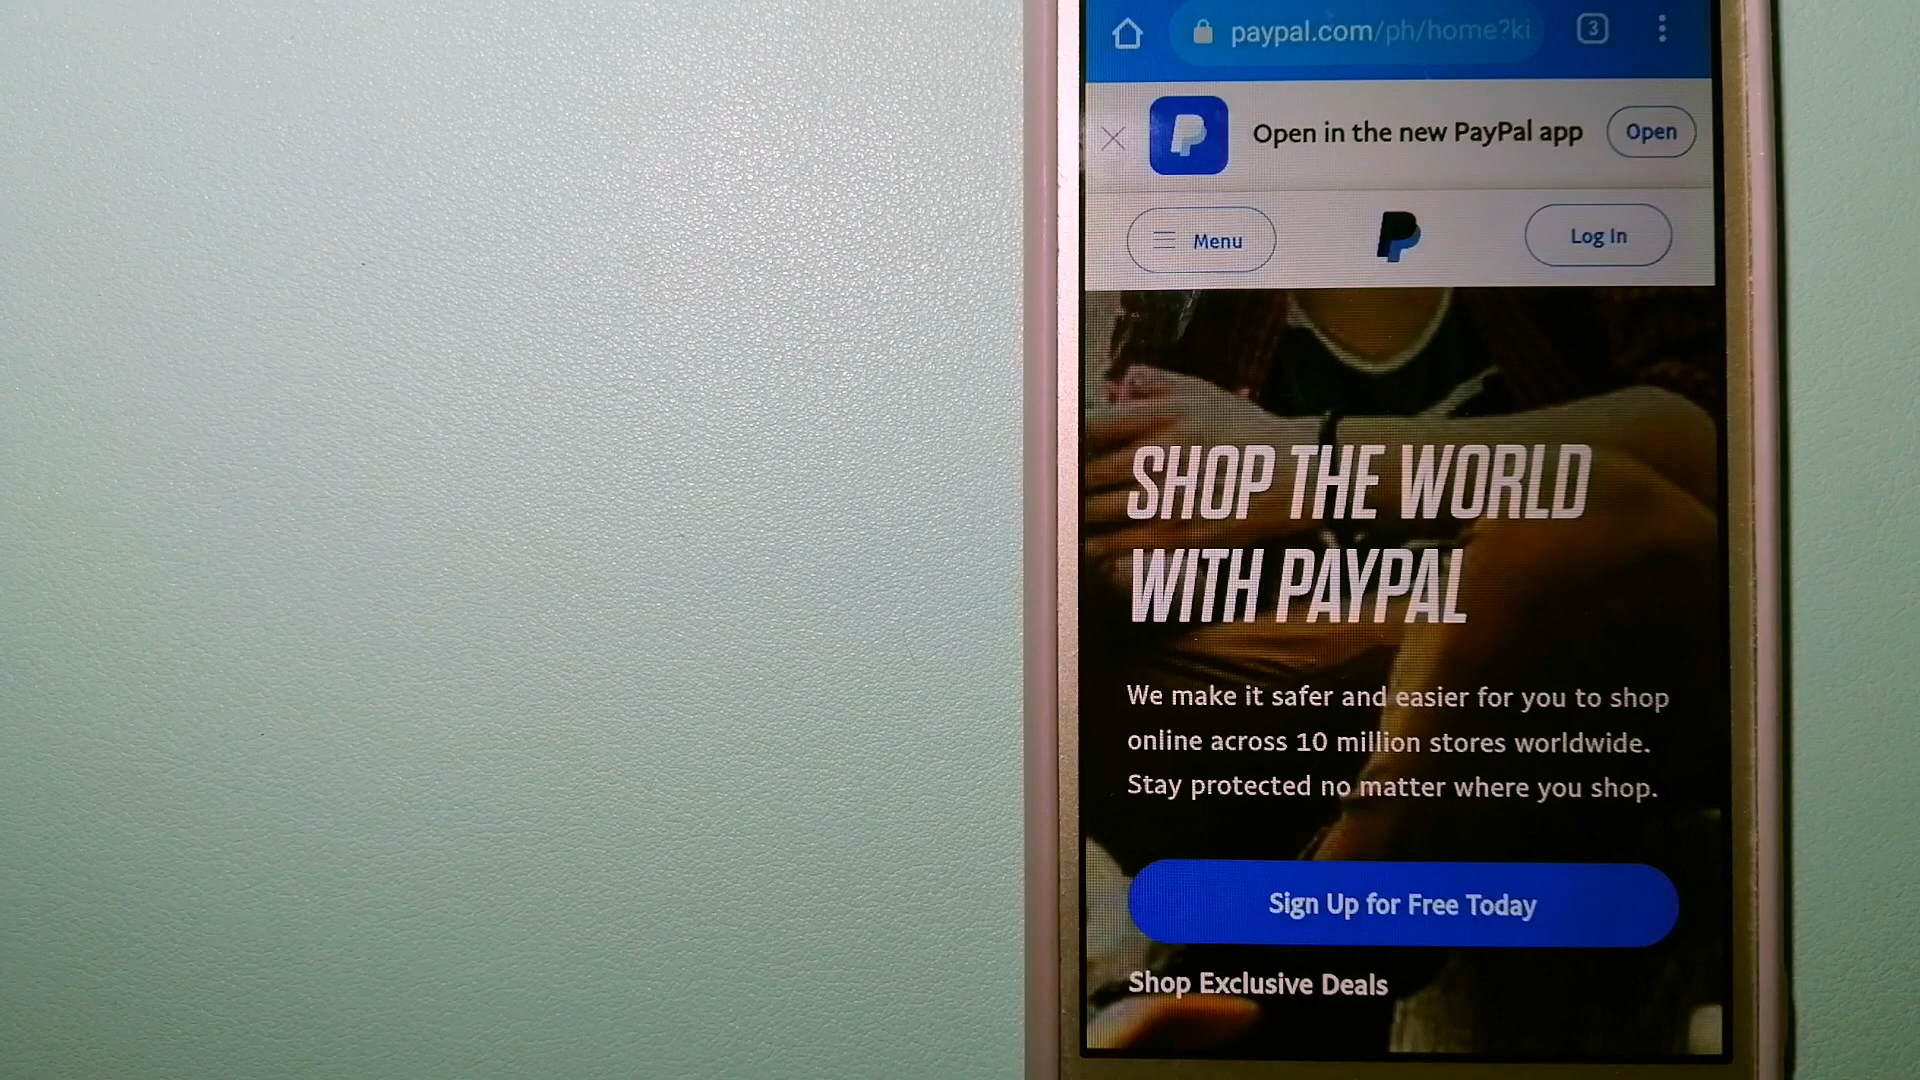 paypal.com/ph/home?ki
3
Open in the new PayPal app
Open
Menu
Log In
SHOP THE WORLD
WITH PAYPAL
We make it safer and easier for you to shop
online across 10 million stores worldwide.
Stay protected no matter where you shop.
Sign Up for Free Today
Shop Exclusive Deals